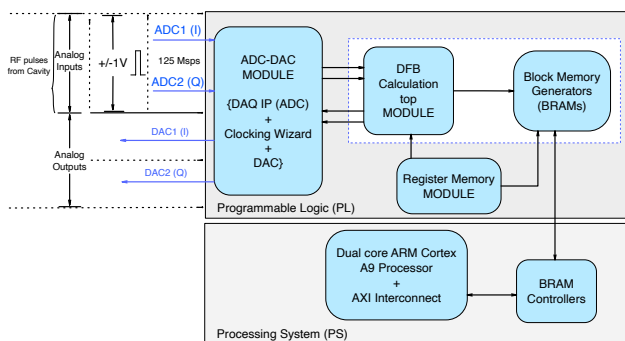 RF pulses
from Cavity
Analog
Inputs
+/-1V
ADC1 (I)
125 Msps
ADC2 (Q)
DAC1 (I)
Analog
Outputs
DAC2 (Q)
ADC-DAC
MODULE
{DAQ IP (ADC)
+
Clocking Wizard
+
DAC}
DFB
Calculation
top
MODULE
Block Memory
Generators
(BRAMs)
Register Memory
MODULE
Programmable Logic (PL)
Dual core ARM Cortex
A9 Processor
+
AXI Interconnect
BRAM
Controllers
Processing System (PS)